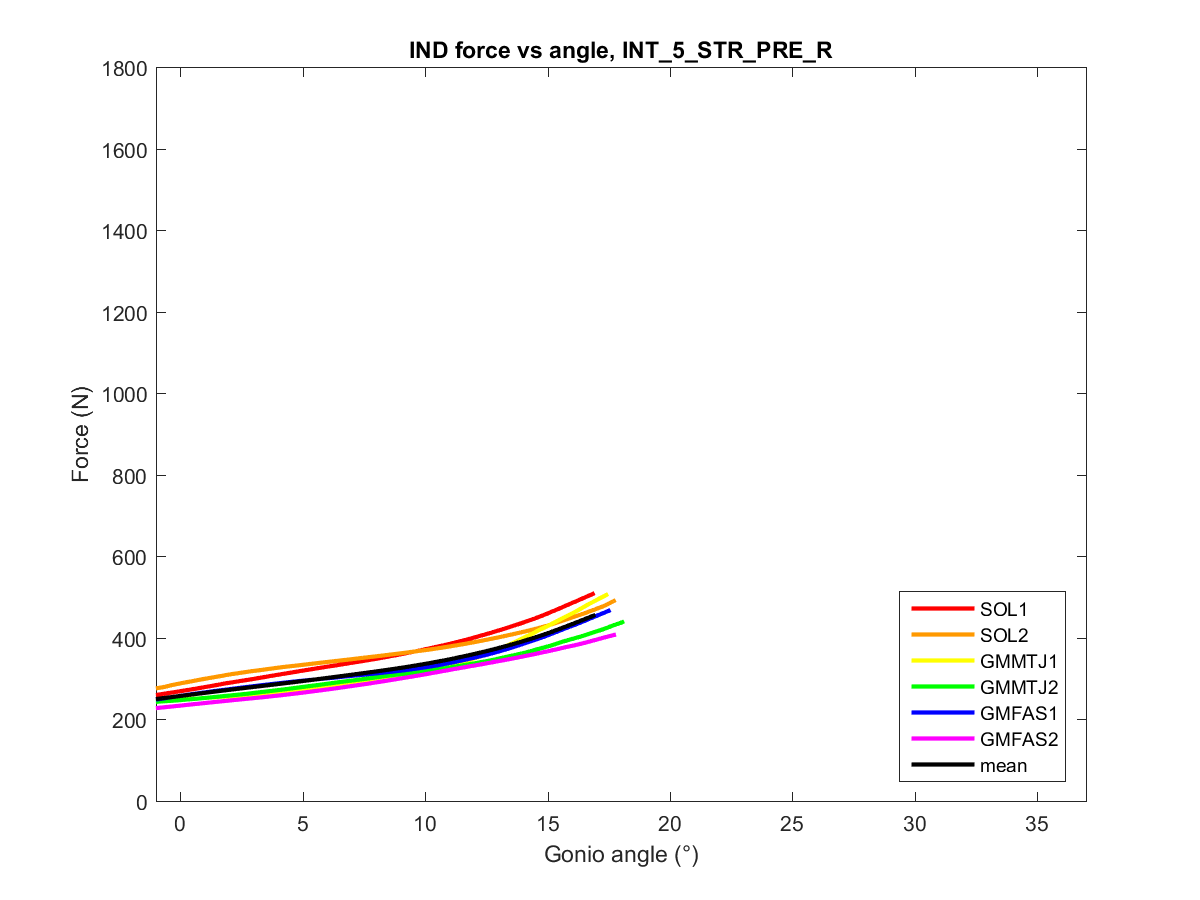 IND force vs angle, INT_5_STR_PRE_R
1800
1600
1400
1200
1000
800
600
400
200
0
Force (N)
0 5 10 15 20 25 30 35
Gonio angle (°)
SOL1
SOL2
GMMTJ1
GMMTJ2
GMFAS1
GMFAS2
mean